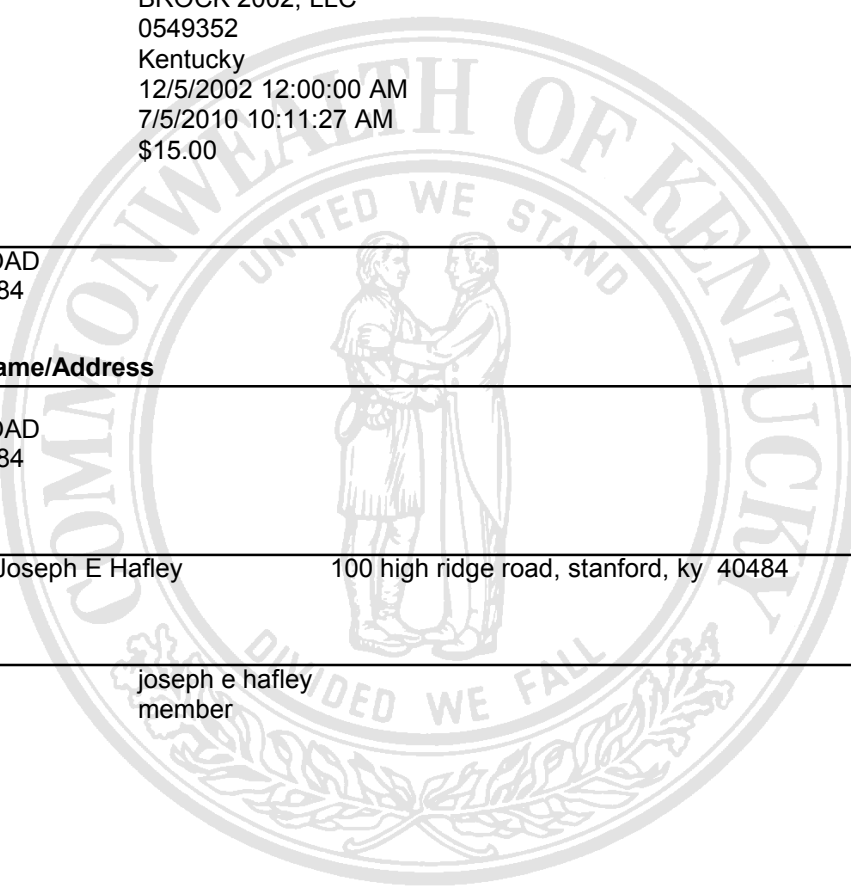 BROCK 2002, LLC
0549352
Kentucky
12/5/2002 12:00:00 AM
7/5/2010 10:11:27 AM
$15.00
COMMONWEALTH OF KENTUCKY
UNITED WE STAND
OAD
84
ame/Address
OAD
84
Joseph E Hafley 100 high ridge road, stanford, ky 40484
joseph e hafley
member
DIVIDED WE FALL